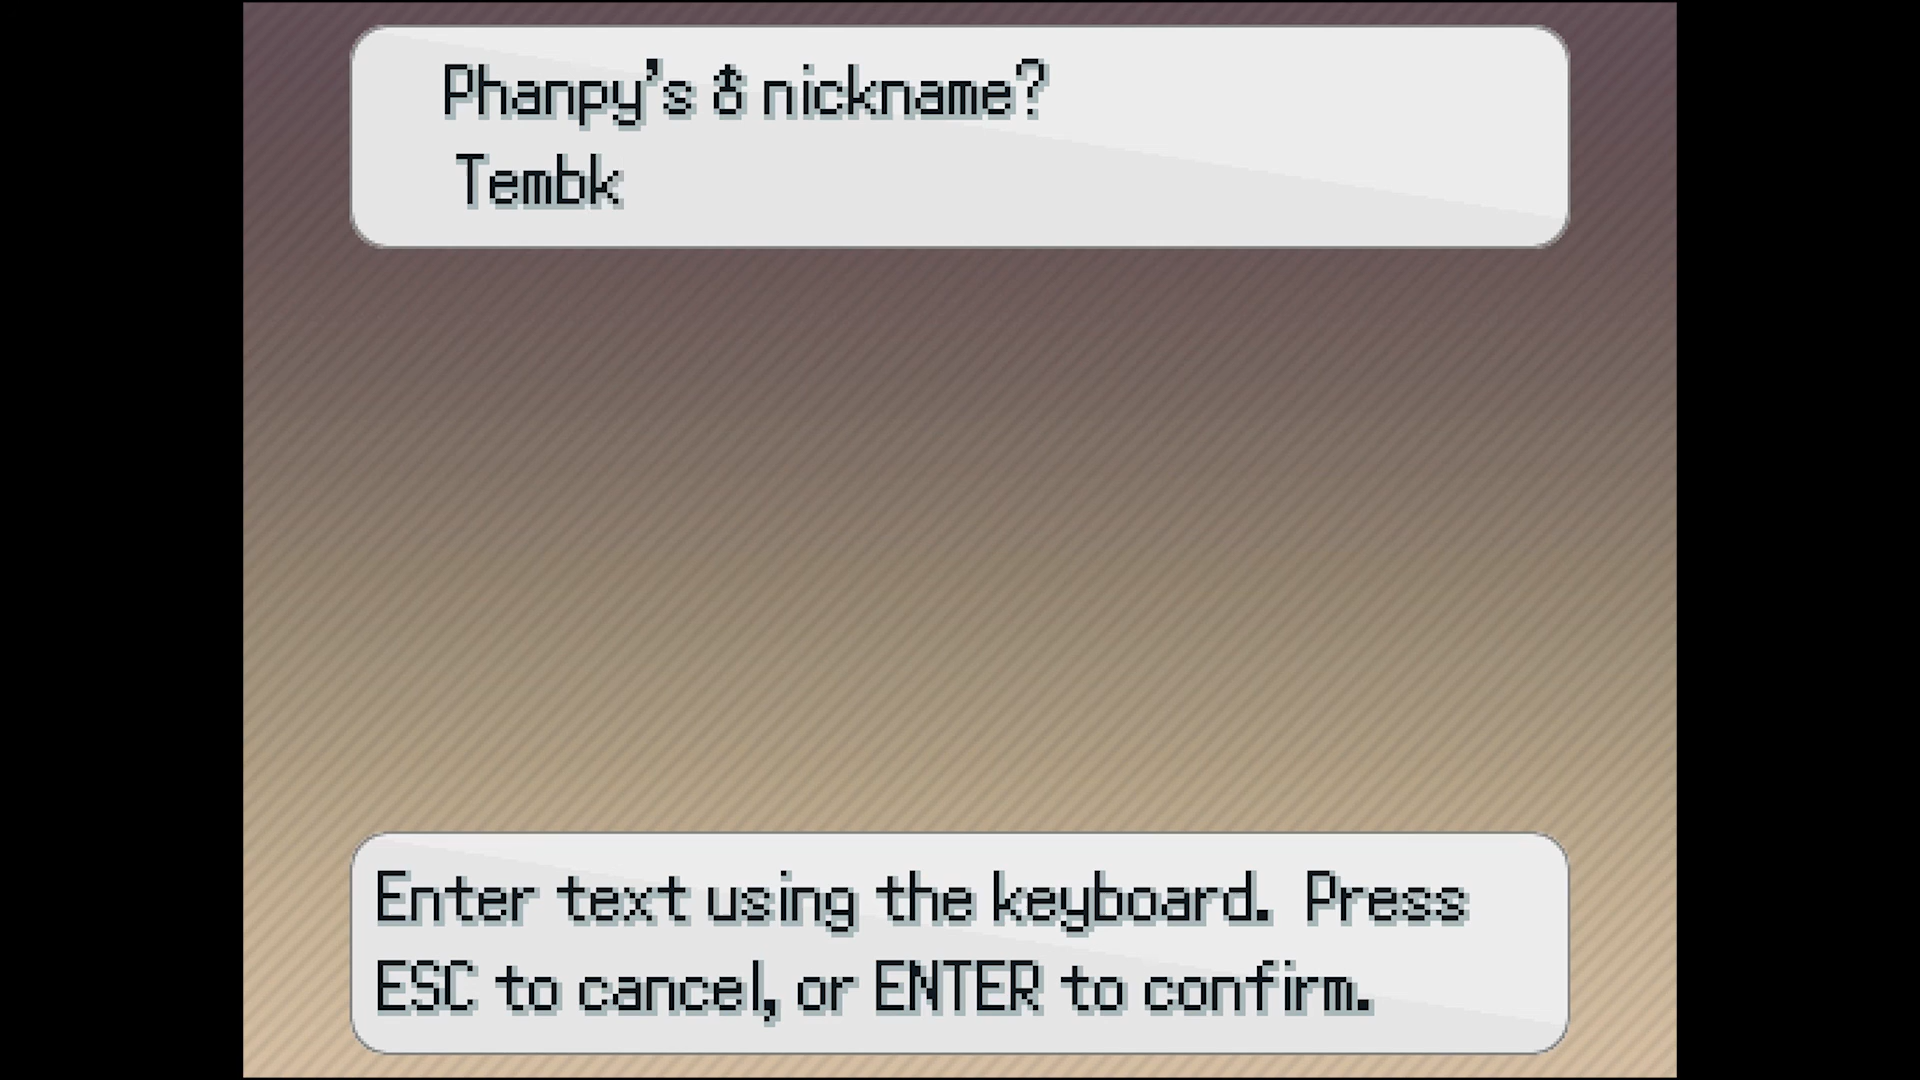 Phanpy's ♂ nickname?
Tembk
Enter text using the keyboard. Press
ESC to cancel, or ENTER to confirm.